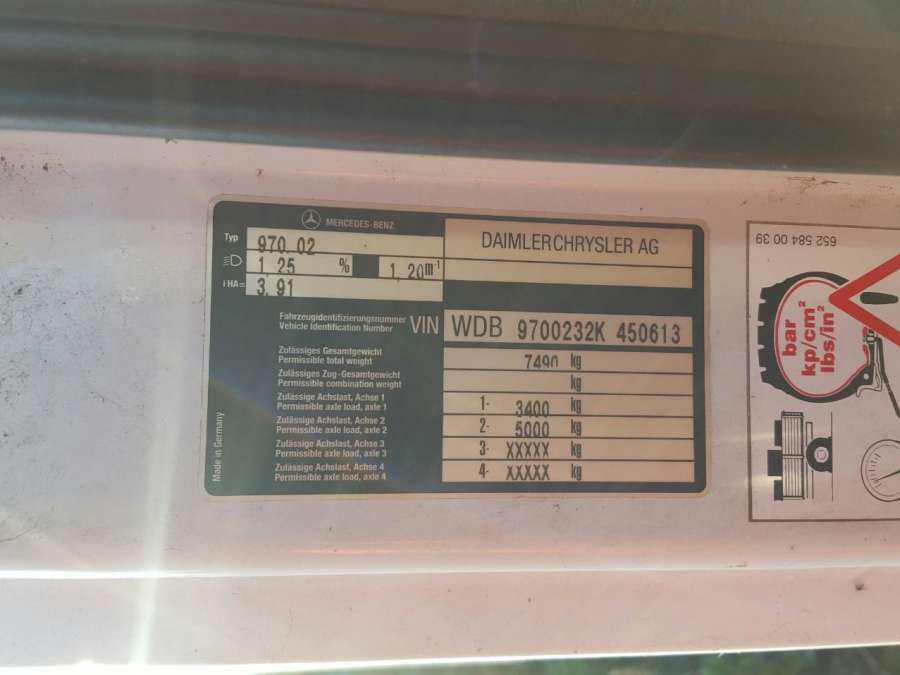 MERCEDES-BENZ
Typ 970.02
DAIMLERCHRYSLER AG
1,25 % 1,20m⁻¹
i HA= 3,91
Fahrzeugidentifizierungsnummer
Vehicle Identification Number VIN WDB 9700232K 450613
Zulässiges Gesamtgewicht
Permissible total weight 7490 kg
Zulässiges Zug-Gesamtgewicht
Permissible combination weight kg
Zulässige Achslast, Achse 1
Permissible axle load, axle 1 1- 3400 kg
Zulässige Achslast, Achse 2
Permissible axle load, axle 2 2- 5000 kg
Zulässige Achslast, Achse 3
Permissible axle load, axle 3 3- XXXXX kg
Zulässige Achslast, Achse 4
Permissible axle load, axle 4 4- XXXXX kg
Made in Germany
652 584 00 39
bar
kp/cm²
lbs/in²